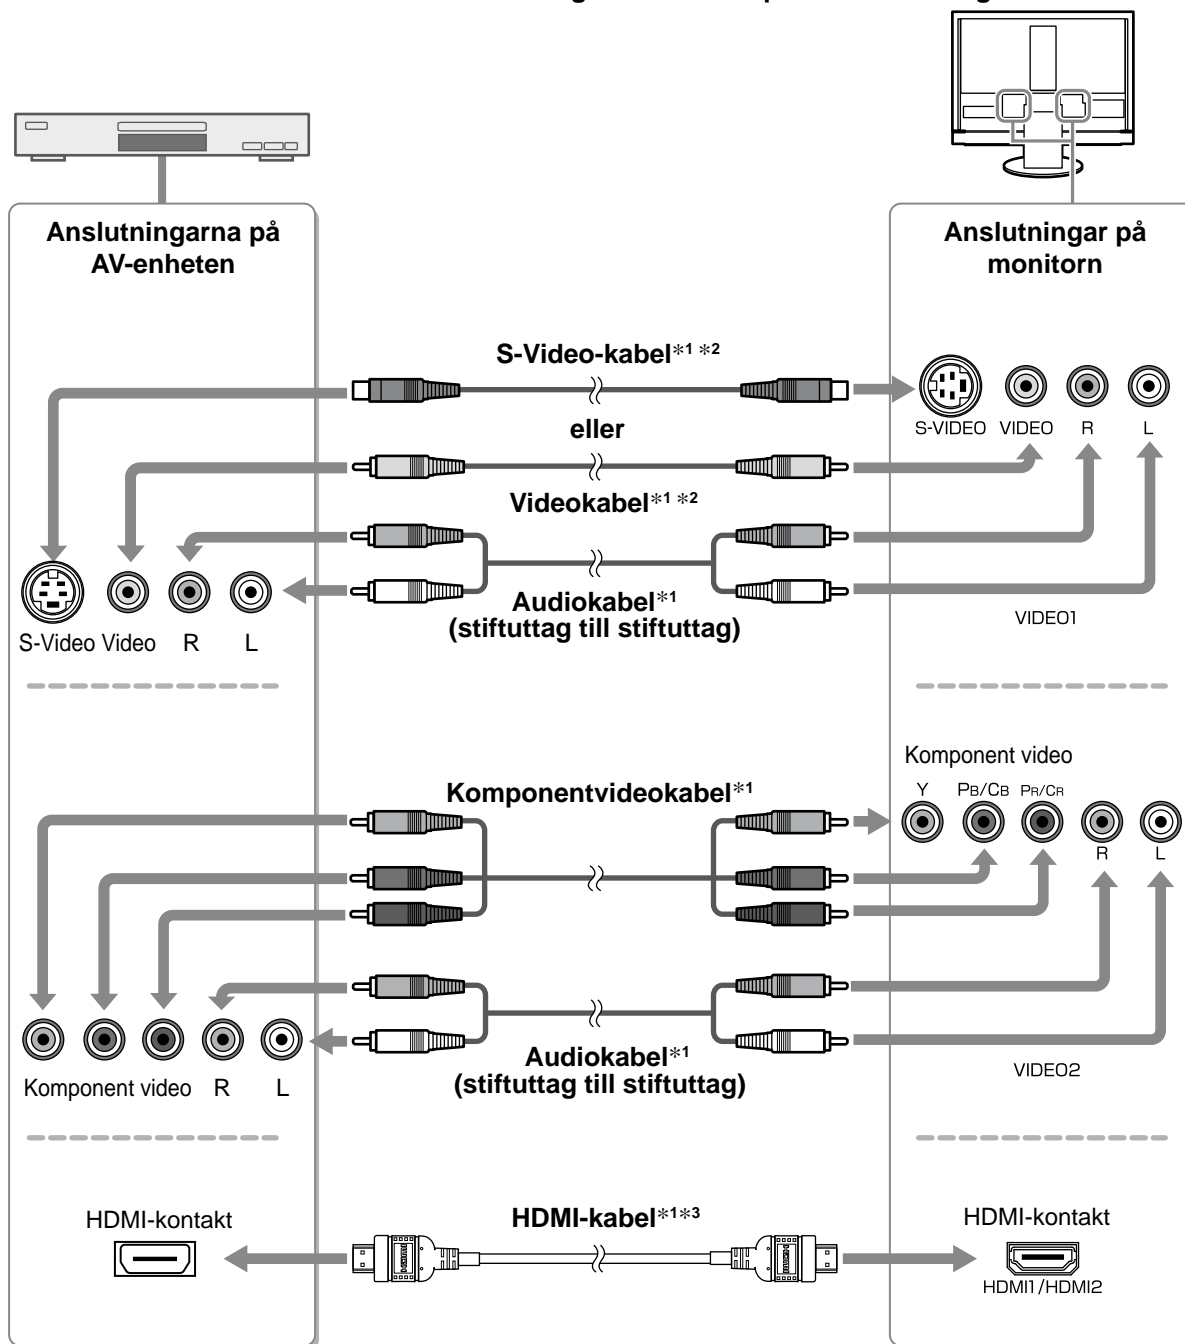 Anslutningarna på
AV-enheten
Anslutningar på
monitorn
S-Video-kabel*1 *2
eller
Videokabel*1 *2
Audiokabel*1
(stiftuttag till stiftuttag)
S-VIDEO VIDEO R L
VIDEO1
S-Video Video R L
Komponent video
Y PB/CB PR/CR
R L
Komponentvideokabel*1
Audiokabel*1
(stiftuttag till stiftuttag)
VIDEO2
Komponent video R L
HDMI-kontakt
HDMI-kabel*1*3
HDMI-kontakt
HDMI1/HDMI2